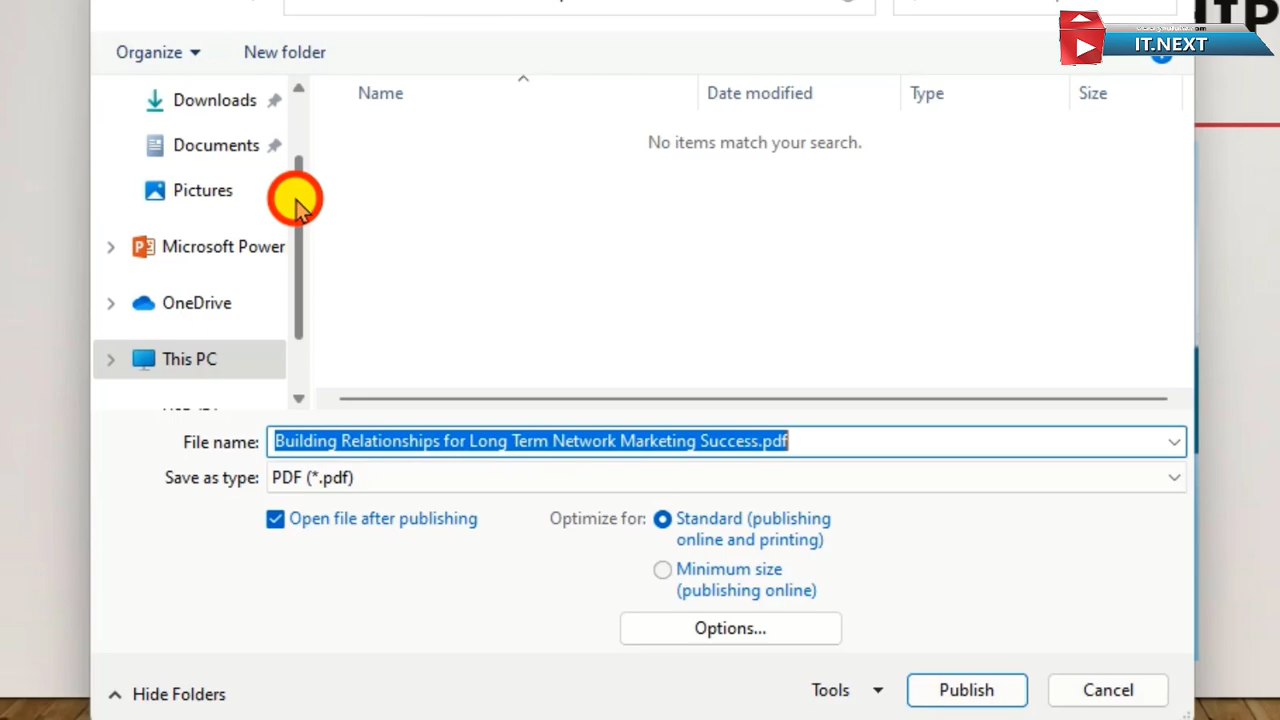 IT.NEXT
Organize
New folder
Downloads
Name
Date modified
Type
Size
Documents
No items match your search.
Pictures
Microsoft Power
OneDrive
This PC
File name: Building Relationships for Long Term Network Marketing Success.pdf
Save as type: PDF (*.pdf)
Open file after publishing
Optimize for:
Standard (publishing
online and printing)
Minimum size
(publishing online)
Options...
Hide Folders
Tools
Publish
Cancel